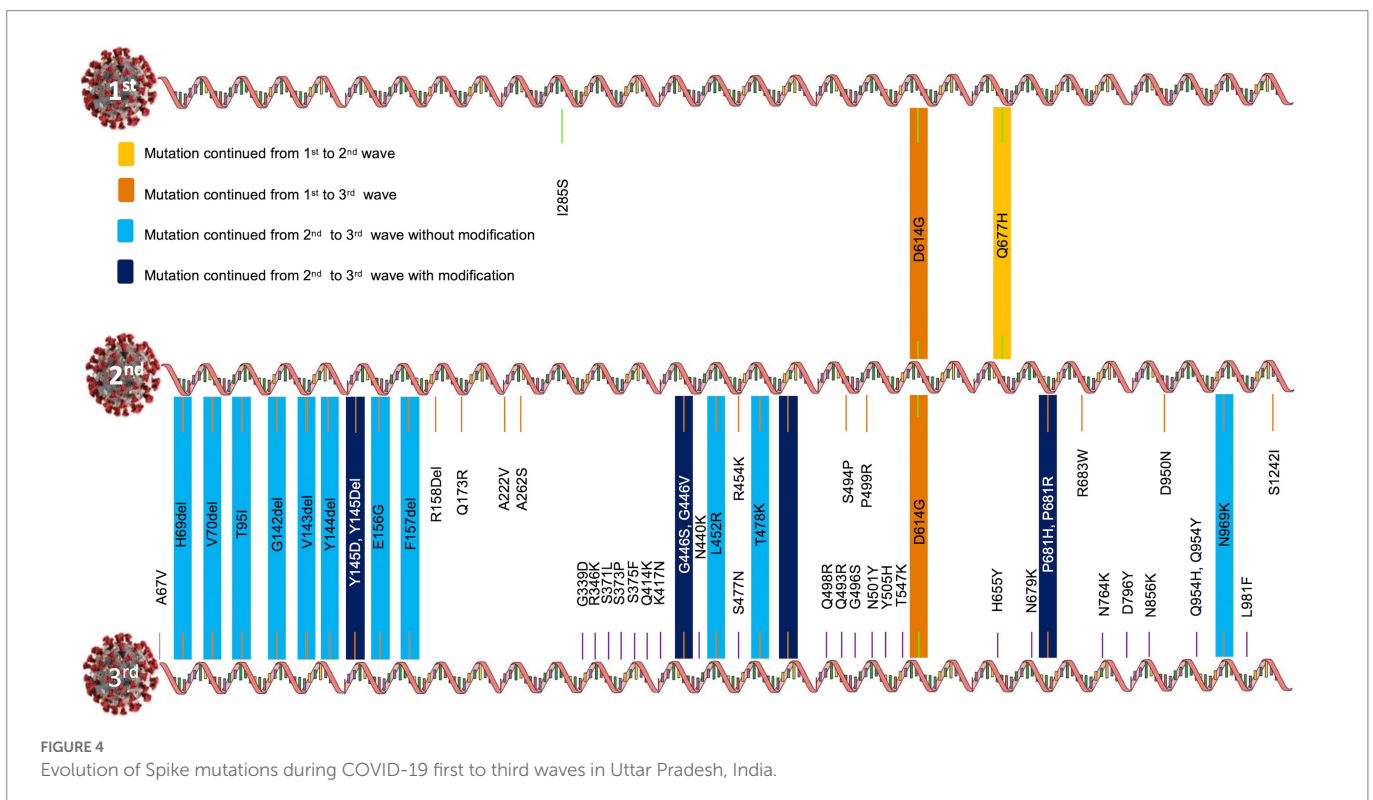 1st
Mutation continued from 1st to 2nd wave
Mutation continued from 1st to 3rd wave
Mutation continued from 2nd to 3rd wave without modification
Mutation continued from 2nd to 3rd wave with modification
I285S
D614G
Q677H
2nd
A67V
H69del
V70del
T95I
G142del
V143del
Y144del
Y145D, Y145Del
E156G
F157del
R158Del
Q173R
A222V
A262S
G339D
R346K
S371L
S373P
S375F
Q414K
K417N
G446S, G446V
N440K
L452R
R454K
S477N
T478K
S494P
P499R
Q498R
Q493R
G496S
N501Y
Y505H
T547K
D614G
H655Y
N679K
P681H, P681R
R683W
N764K
D796Y
N856K
D950N
Q954H, Q954Y
N969K
L981F
S1242I
3rd
FIGURE 4
Evolution of Spike mutations during COVID-19 first to third waves in Uttar Pradesh, India.